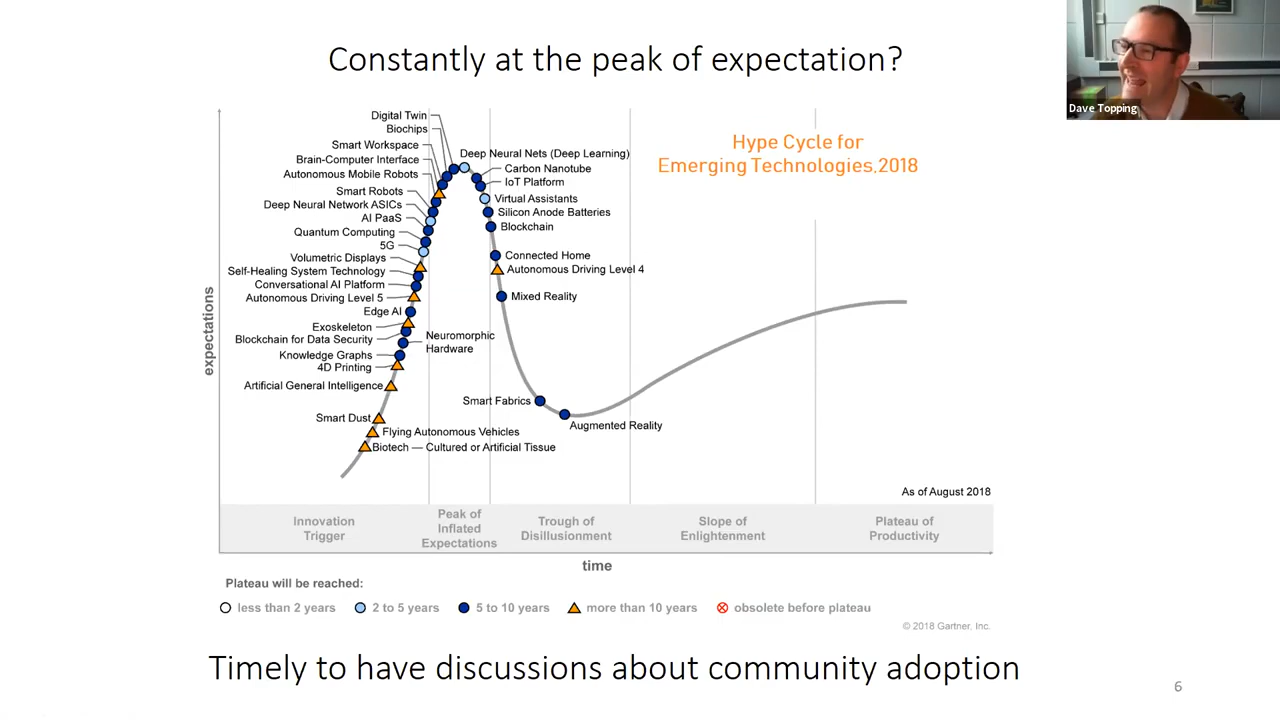 Constantly at the peak of expectation?
Dave Topping
Hype Cycle for
Emerging Technologies, 2018
Digital Twin
Biochips
Smart Workspace
Brain-Computer Interface
Autonomous Mobile Robots
Smart Robots
Deep Neural Network ASICs
AI PaaS
Quantum Computing
5G
Volumetric Displays
Self-Healing System Technology
Conversational AI Platform
Autonomous Driving Level 5
Edge AI
Exoskeleton
Blockchain for Data Security
Neuromorphic
Hardware
Knowledge Graphs
4D Printing
Artificial General Intelligence
Smart Dust
Flying Autonomous Vehicles
Biotech — Cultured or Artificial Tissue
Deep Neural Nets (Deep Learning)
Carbon Nanotube
IoT Platform
Virtual Assistants
Silicon Anode Batteries
Blockchain
Connected Home
Autonomous Driving Level 4
Mixed Reality
Smart Fabrics
Augmented Reality
expectations
As of August 2018
Innovation
Trigger
Peak of
Inflated
Expectations
Trough of
Disillusionment
Slope of
Enlightenment
Plateau of
Productivity
time
Plateau will be reached:
less than 2 years
2 to 5 years
5 to 10 years
more than 10 years
obsolete before plateau
© 2018 Gartner, Inc.
Timely to have discussions about community adoption
6